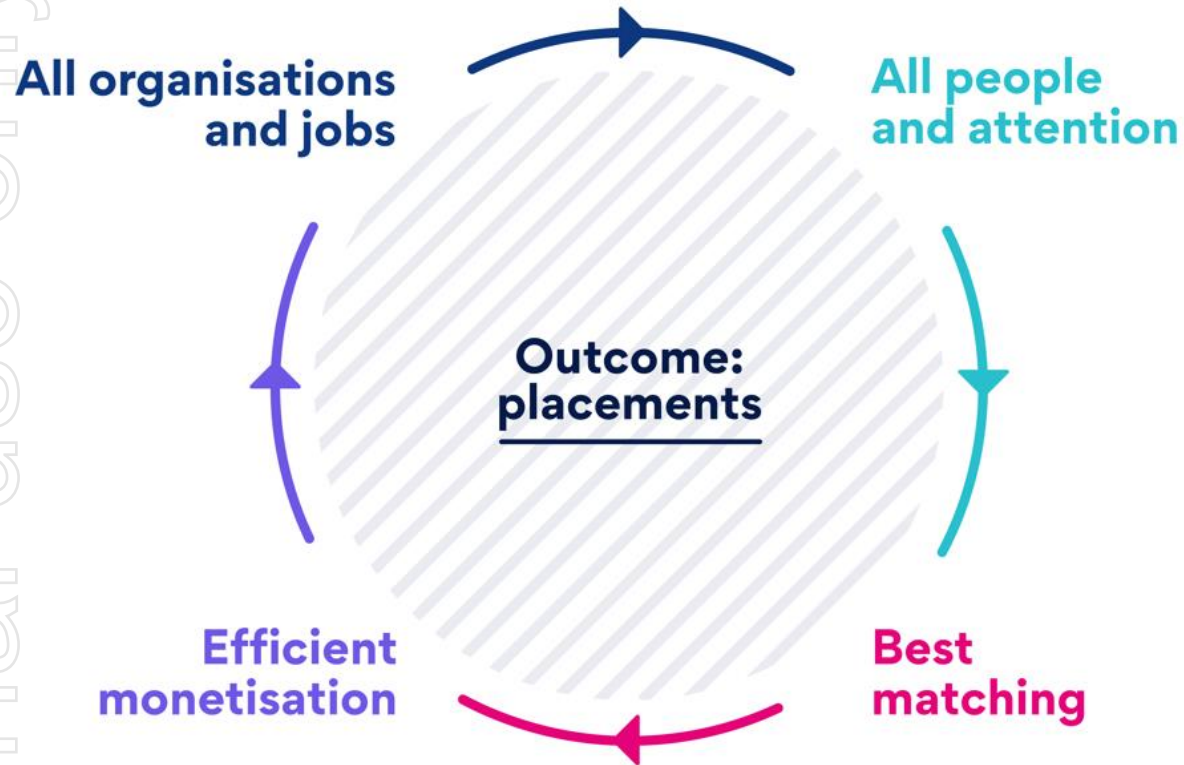 All organisations
and jobs
All people
and attention
Outcome:
placements
Efficient
monetisation
Best
matching